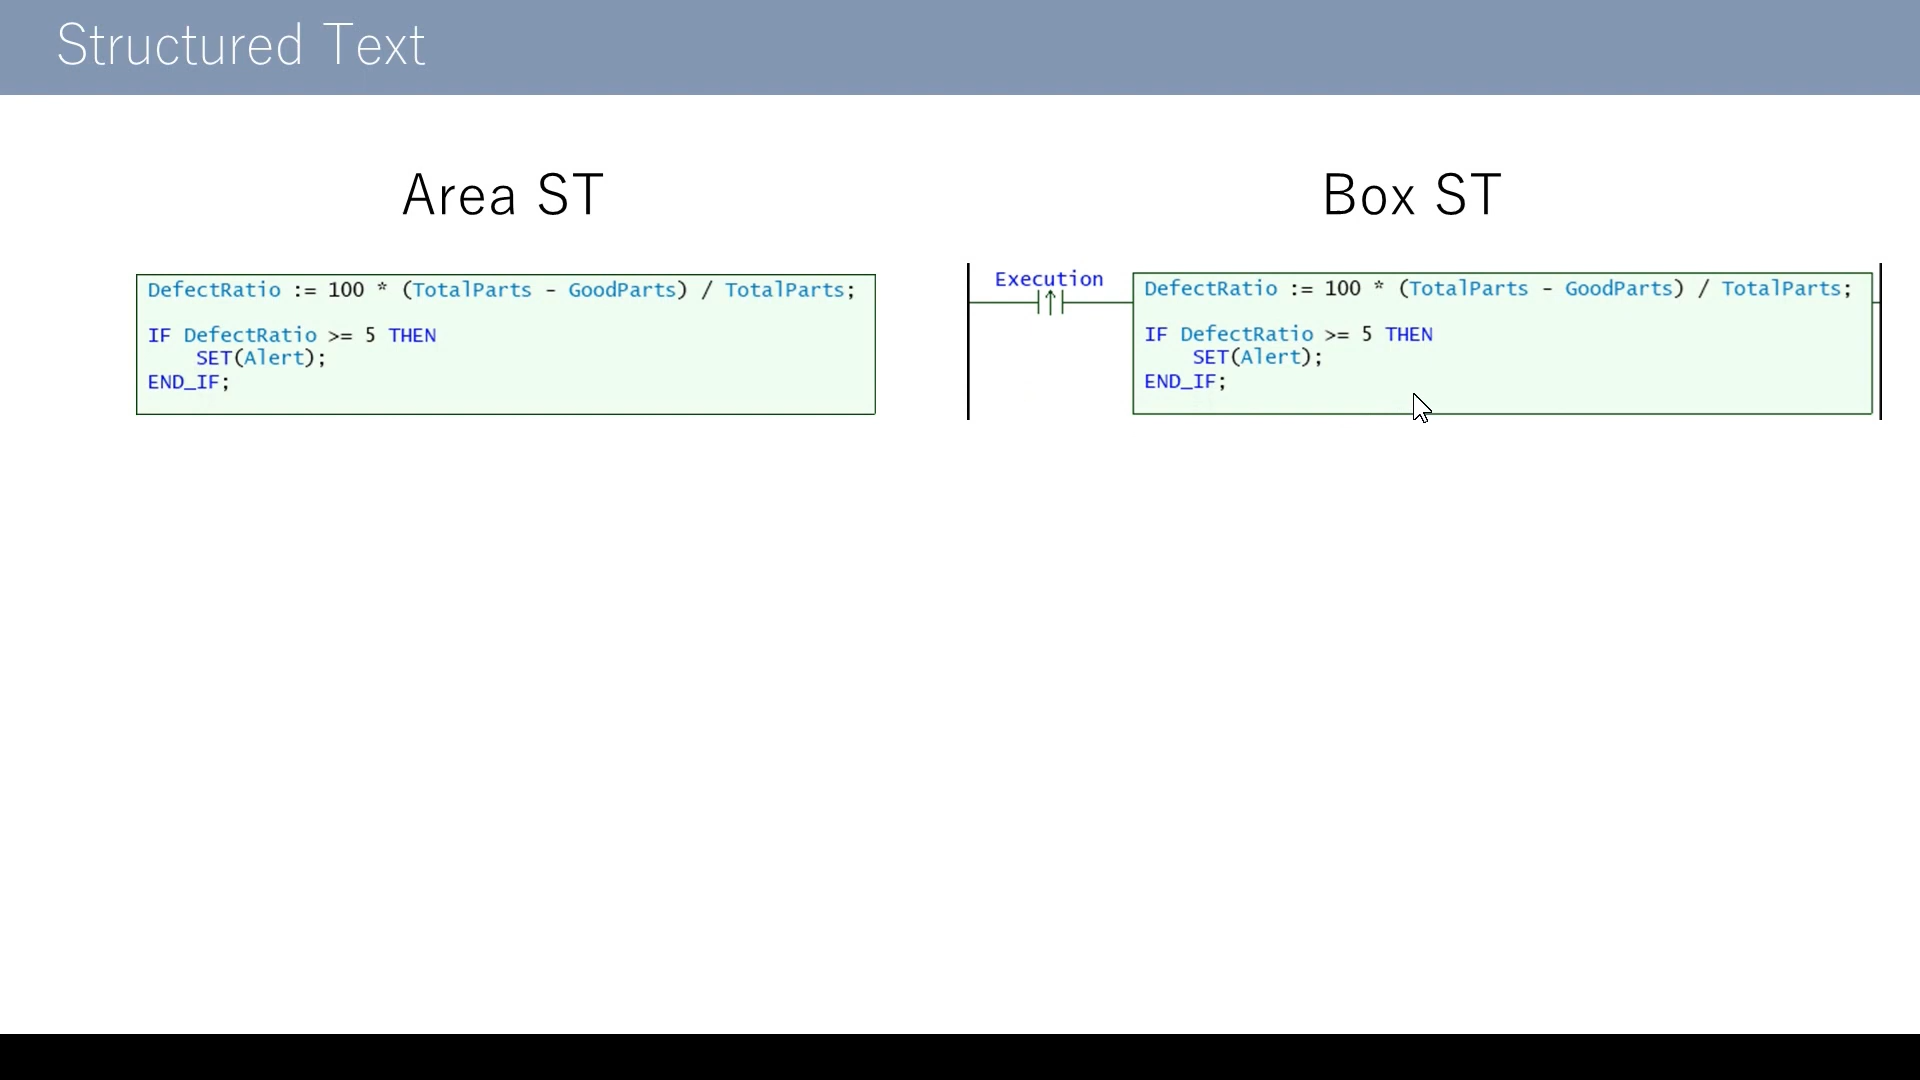 Structured Text
Area ST
DefectRatio := 100 * (TotalParts - GoodParts) / TotalParts;
IF DefectRatio >= 5 THEN
    SET(Alert);
END_IF;
Box ST
Execution
DefectRatio := 100 * (TotalParts - GoodParts) / TotalParts;
IF DefectRatio >= 5 THEN
    SET(Alert);
END_IF;